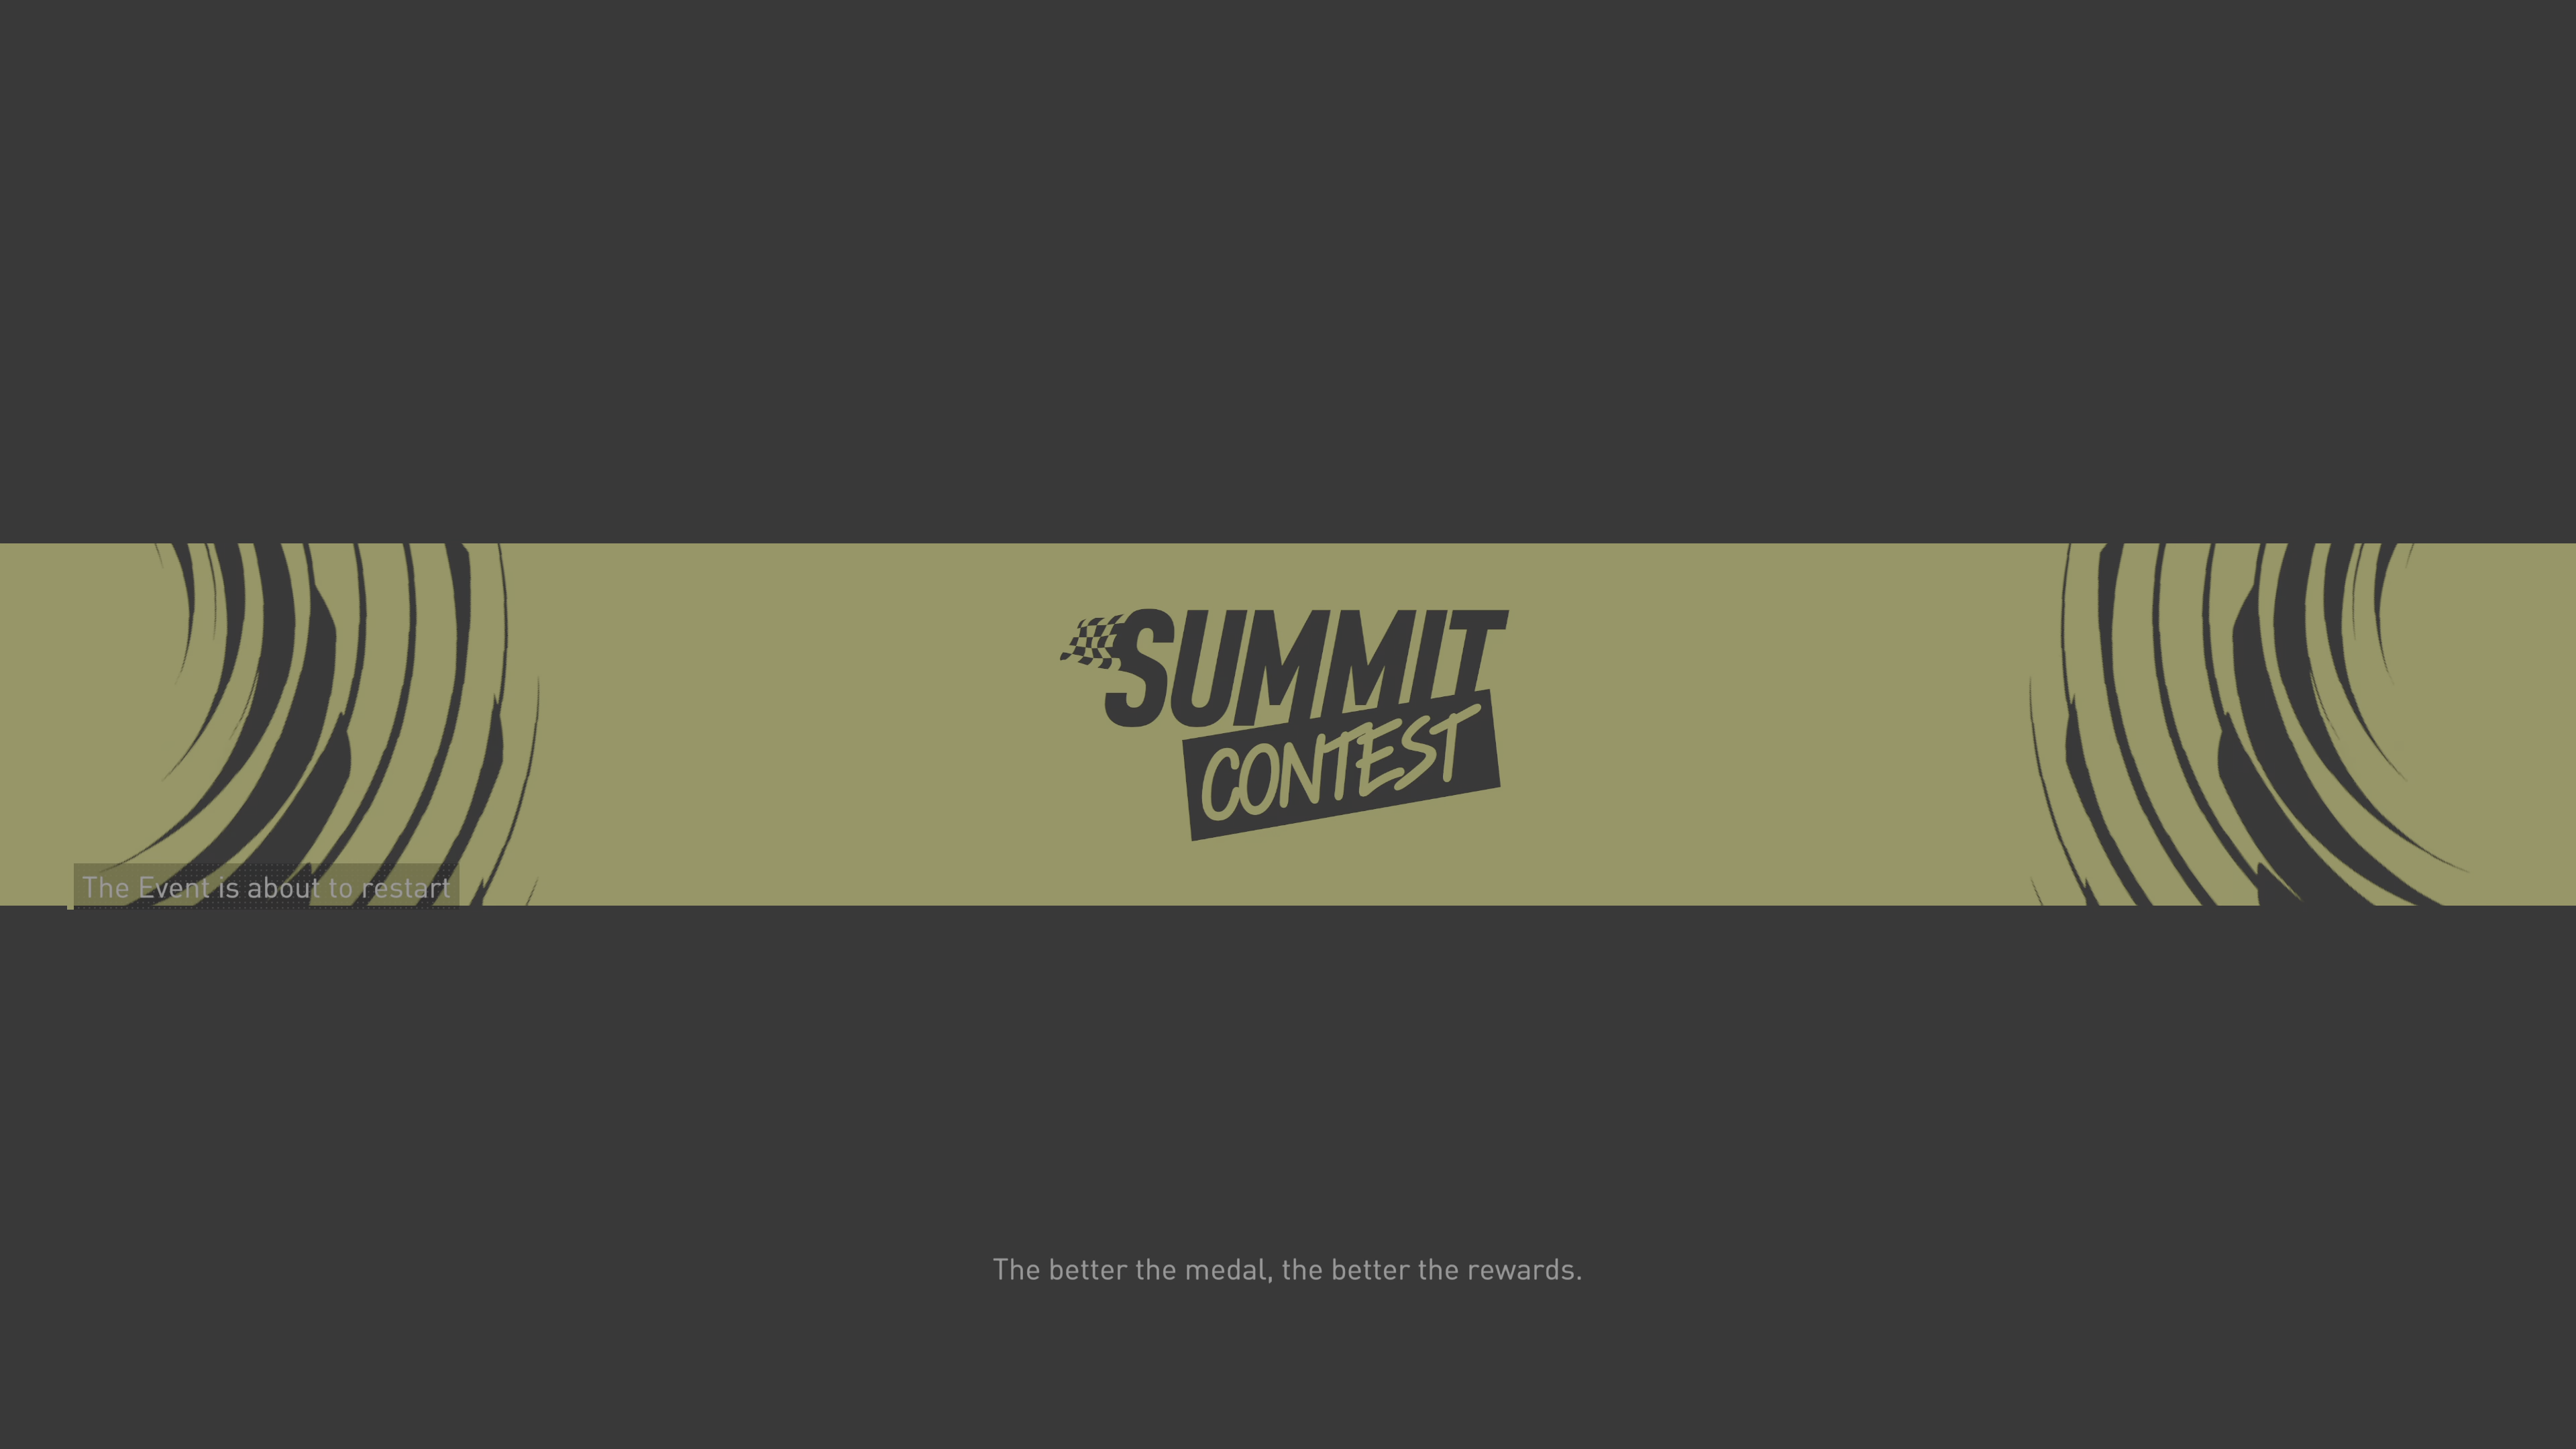 SUMMIT
CONTEST
The Event is about to restart
The better the medal, the better the rewards.